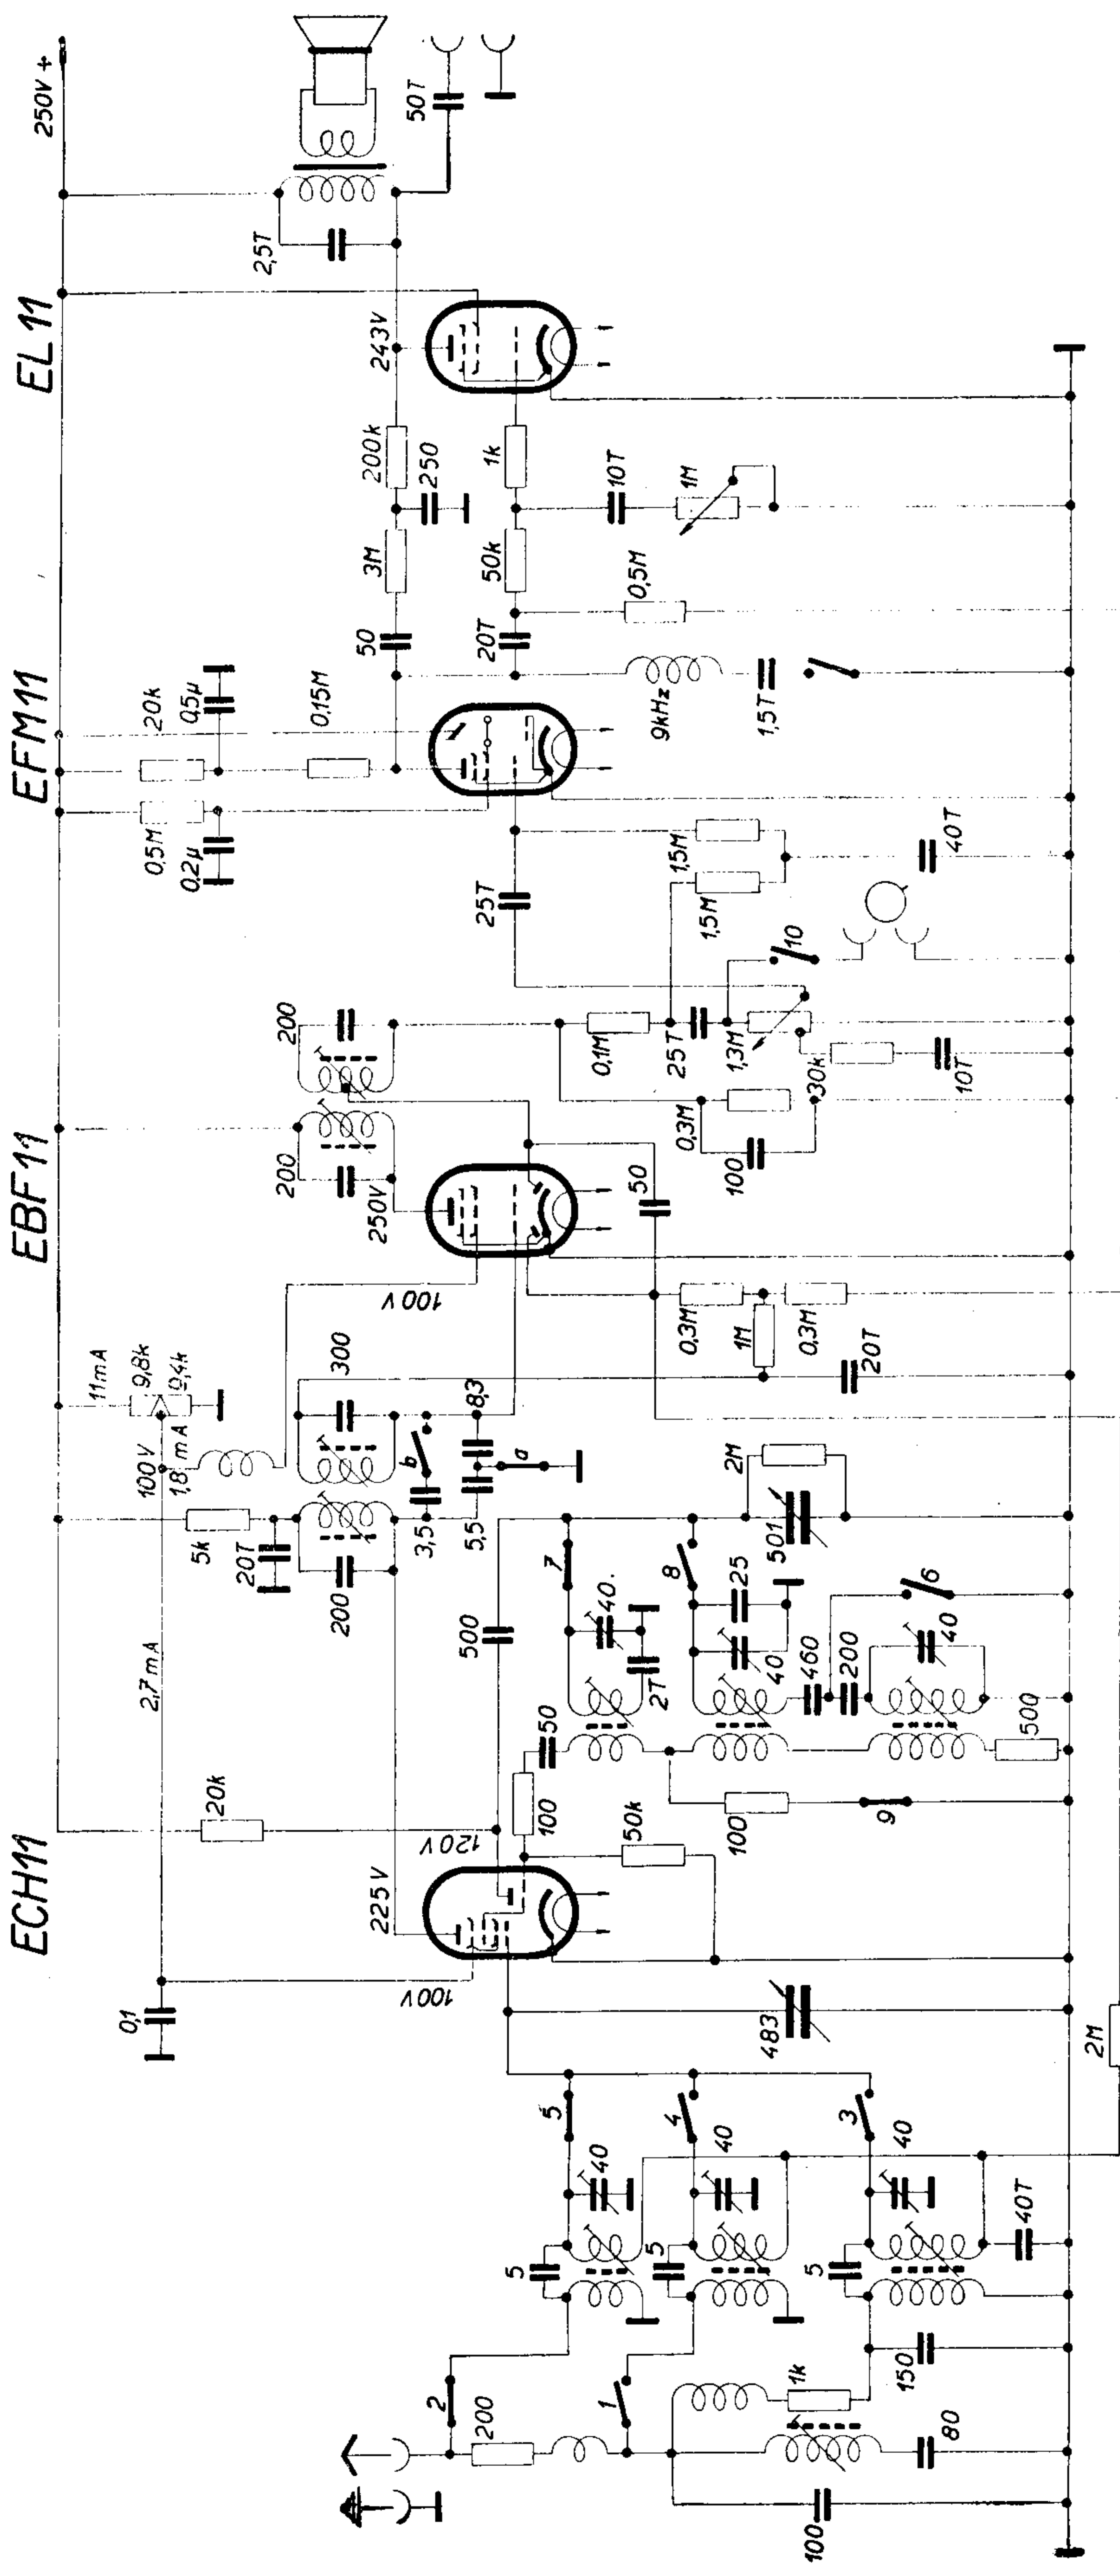 ECH11
EBF11
EFM11
EL11
250V +
0,1
2,7mA
20k
5k
20T
100V
1,8 mA
11mA
9,8k
0,4k
0,5M
0,2µ
20k
0,5µ
0,15M
2,5T
50T
225V
100V
120V
200
300
3,5
b
5,5
8,3
a
100V
200
250V
200
50
3M
200k
250
243V
25T
20T
50k
1k
10T
1M
0,5M
9kHz
1,5T
1,5M
1,5M
40T
10
0,1M
25T
1,3M
30k
10T
0,3M
100
50
0,3M
1M
0,3M
20T
500
7
40
2T
8
25
40
501
2M
460
200
6
40
500
50
100
50k
100
9
483
2M
5
4
3
5
40
5
40
5
40
40T
2
200
1
1k
150
80
100